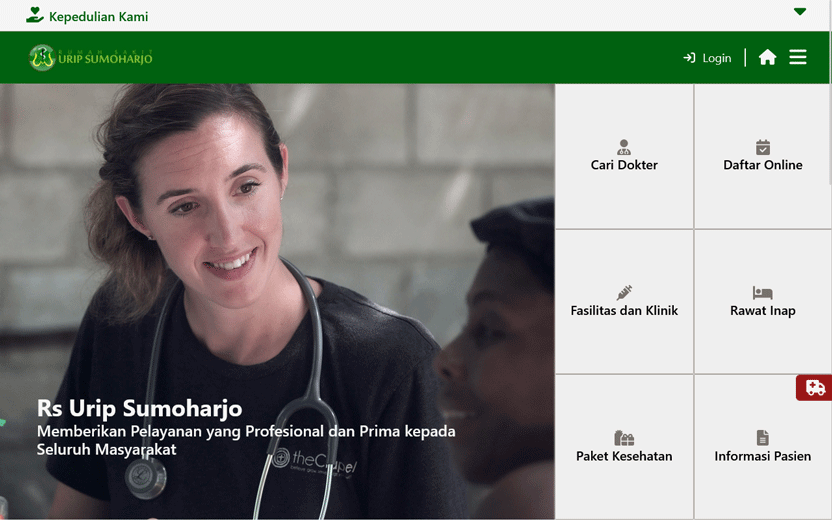 Kepedulian Kami
RUMAH SAKIT
URIP SUMOHARJO
Login
Cari Dokter
Daftar Online
Fasilitas dan Klinik
Rawat Inap
Rs Urip Sumoharjo
Memberikan Pelayanan yang Profesional dan Prima kepada
Seluruh Masyarakat
theChapel
Paket Kesehatan
Informasi Pasien